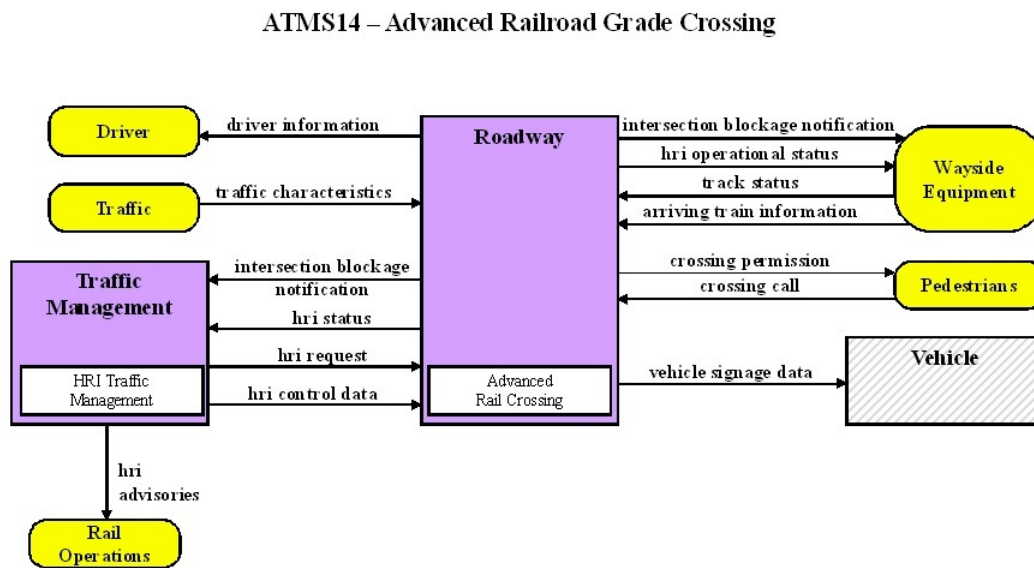 ATMS14 – Advanced Railroad Grade Crossing
Driver
driver information
Roadway
intersection blockage notification
hri operational status
Wayside
Equipment
Traffic
traffic characteristics
track status
arriving train information
Traffic
Management
intersection blockage
notification
hri status
crossing permission
crossing call
Pedestrians
hri request
Vehicle
HRI Traffic
Management
hri control data
Advanced
Rail Crossing
vehicle signage data
hri
advisories
Rail
Operations